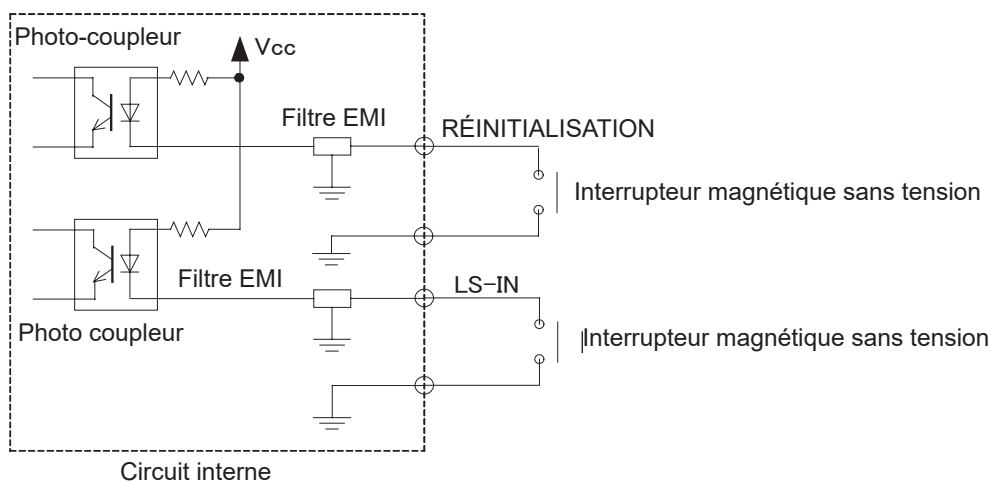 Photo-coupleur
Vcc
Filtre EMI
RÉINITIALISATION
Interrupteur magnétique sans tension
Filtre EMI
LS-IN
Photo coupleur
Interrupteur magnétique sans tension
Circuit interne